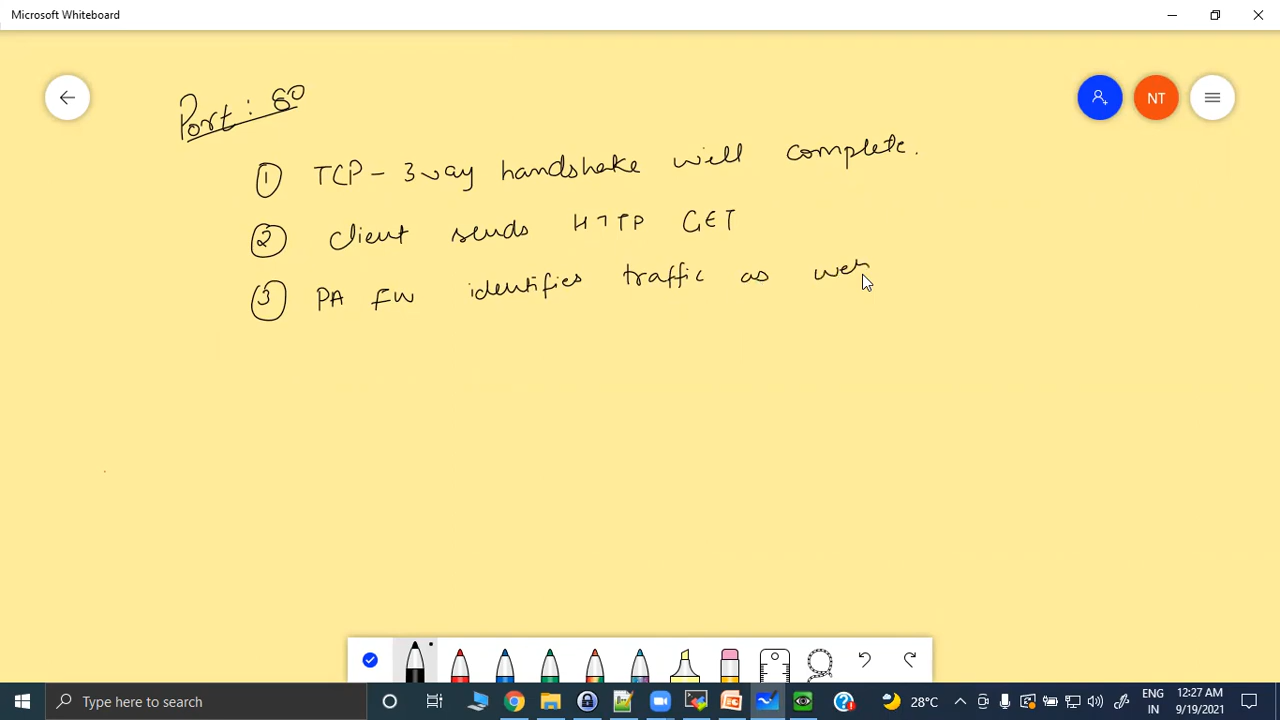 Microsoft Whiteboard
NT
Port: 80
① TCP - 3 way handshake will complete.
② client sends HTTP GET
③ PA FW identifies traffic as web
Type here to search
28°C
ENG
IN
12:27 AM
9/19/2021